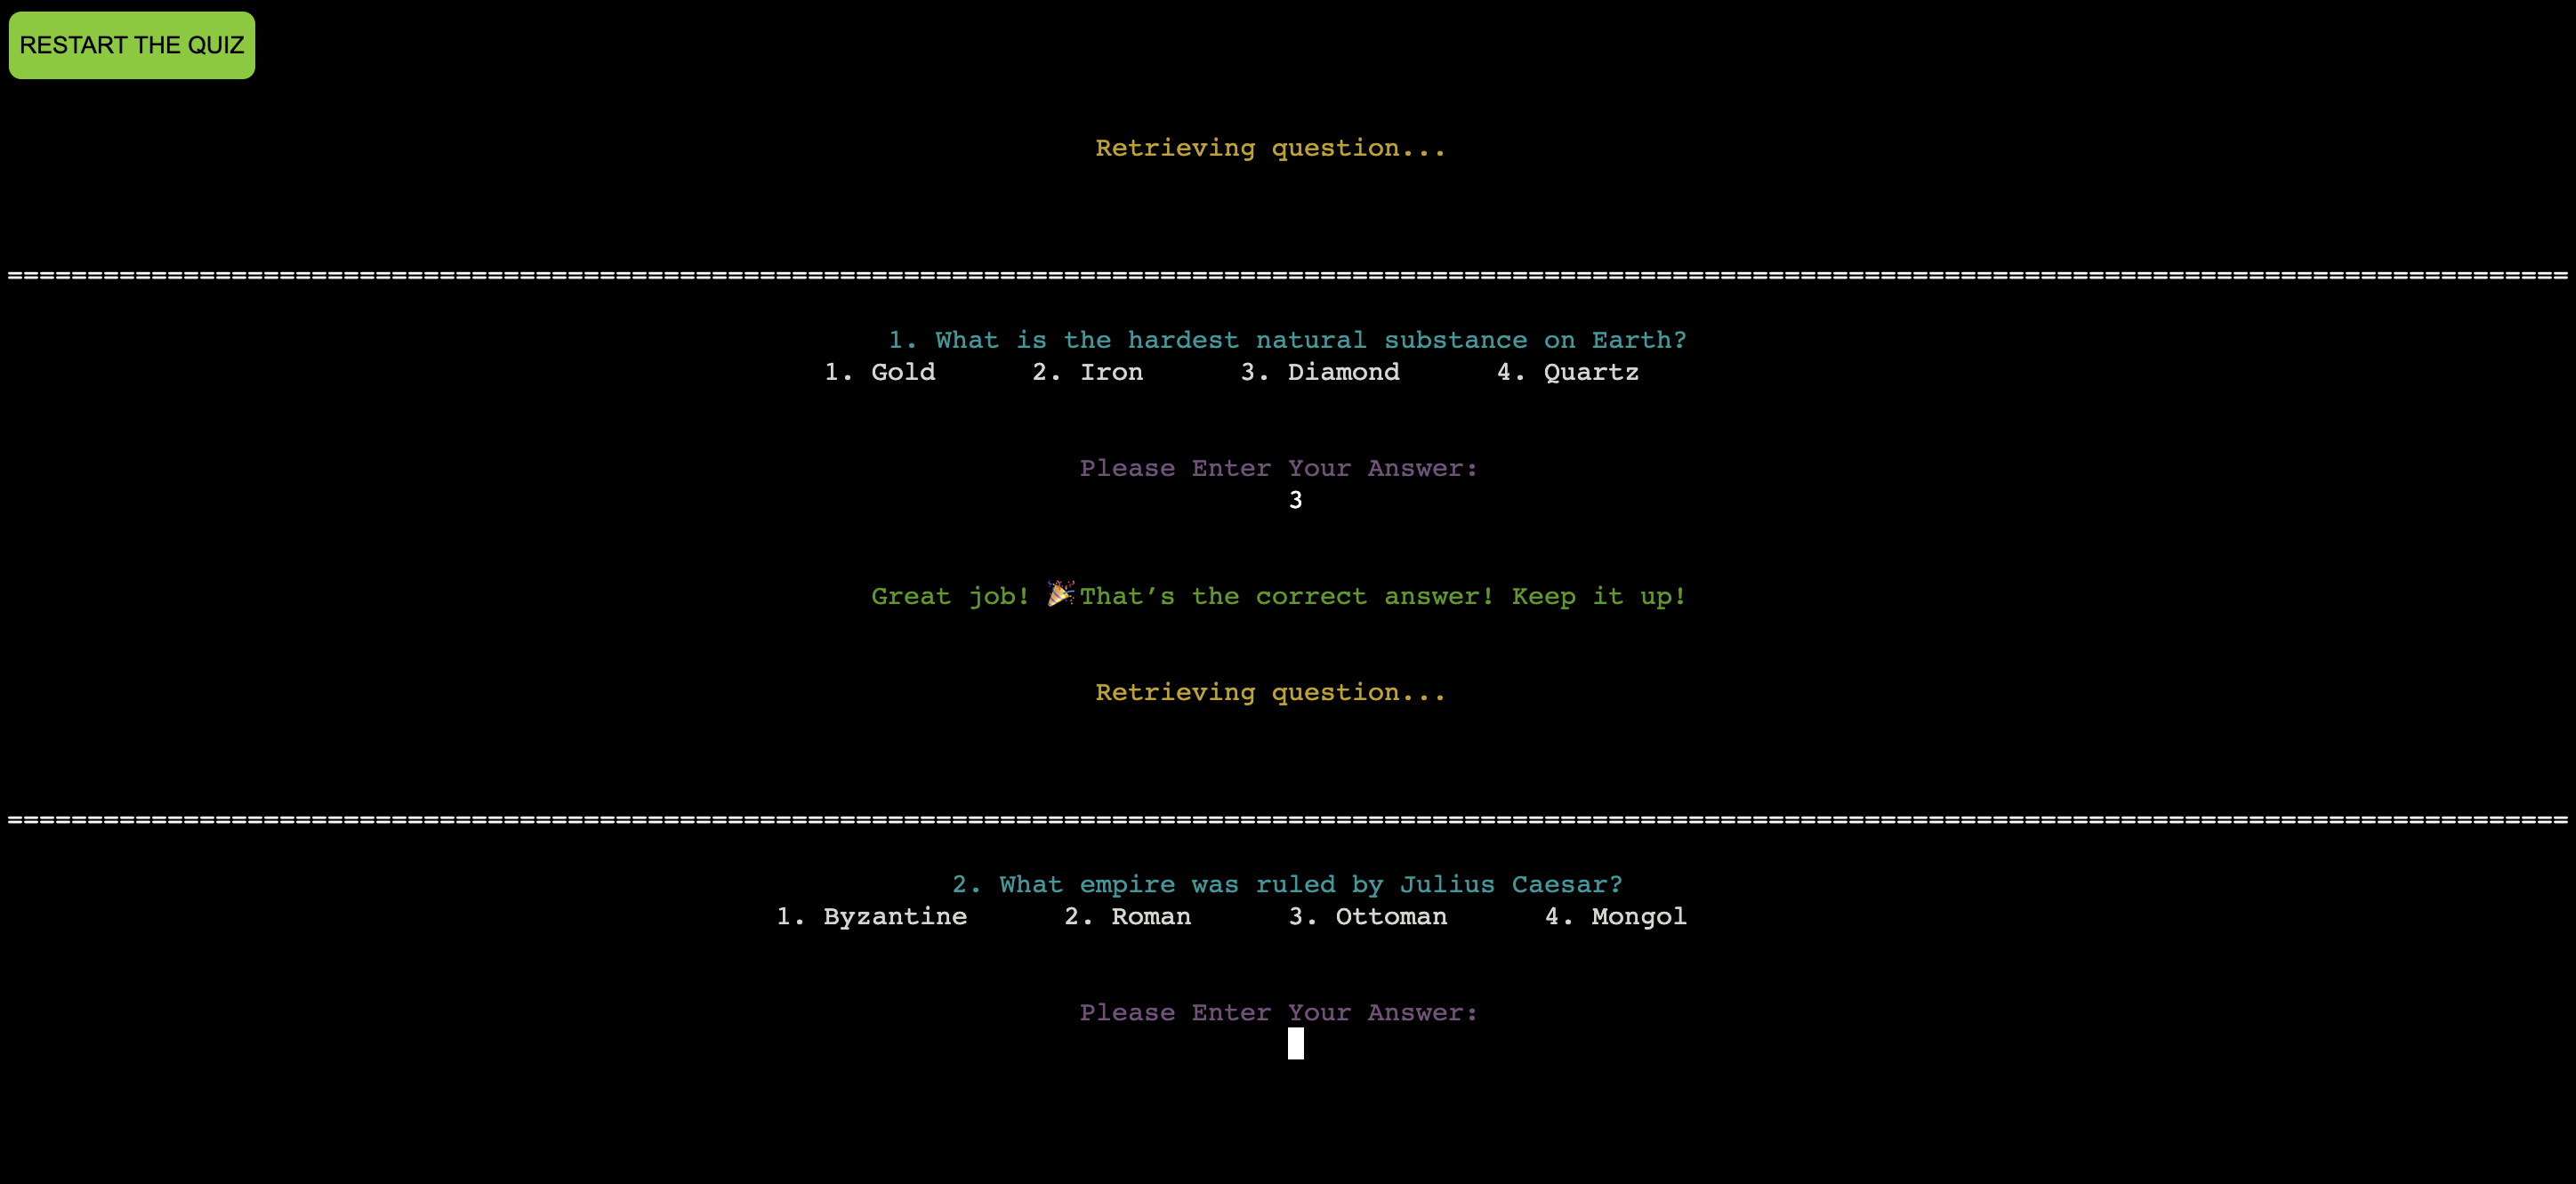 RESTART THE QUIZ
Retrieving question...
================================================================================================================================================================
1. What is the hardest natural substance on Earth?
1. Gold      2. Iron      3. Diamond      4. Quartz
Please Enter Your Answer:
3
Great job! 🎉That’s the correct answer! Keep it up!
Retrieving question...
================================================================================================================================================================
2. What empire was ruled by Julius Caesar?
1. Byzantine      2. Roman      3. Ottoman      4. Mongol
Please Enter Your Answer: